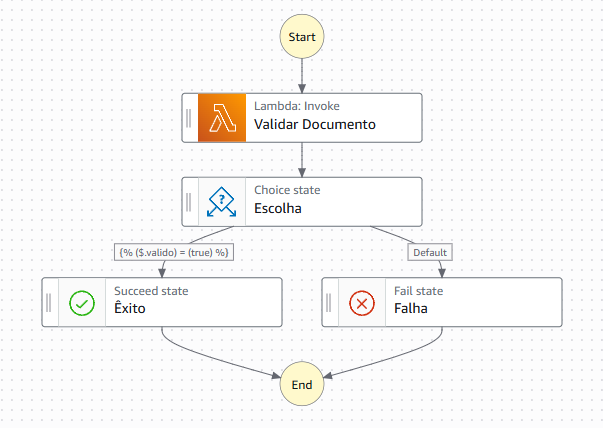 Start
Lambda: Invoke
Validar Documento
?
Choice state
Escolha
{% ($.valido) = (true) %}
Default
Succeed state
Êxito
Fail state
Falha
End